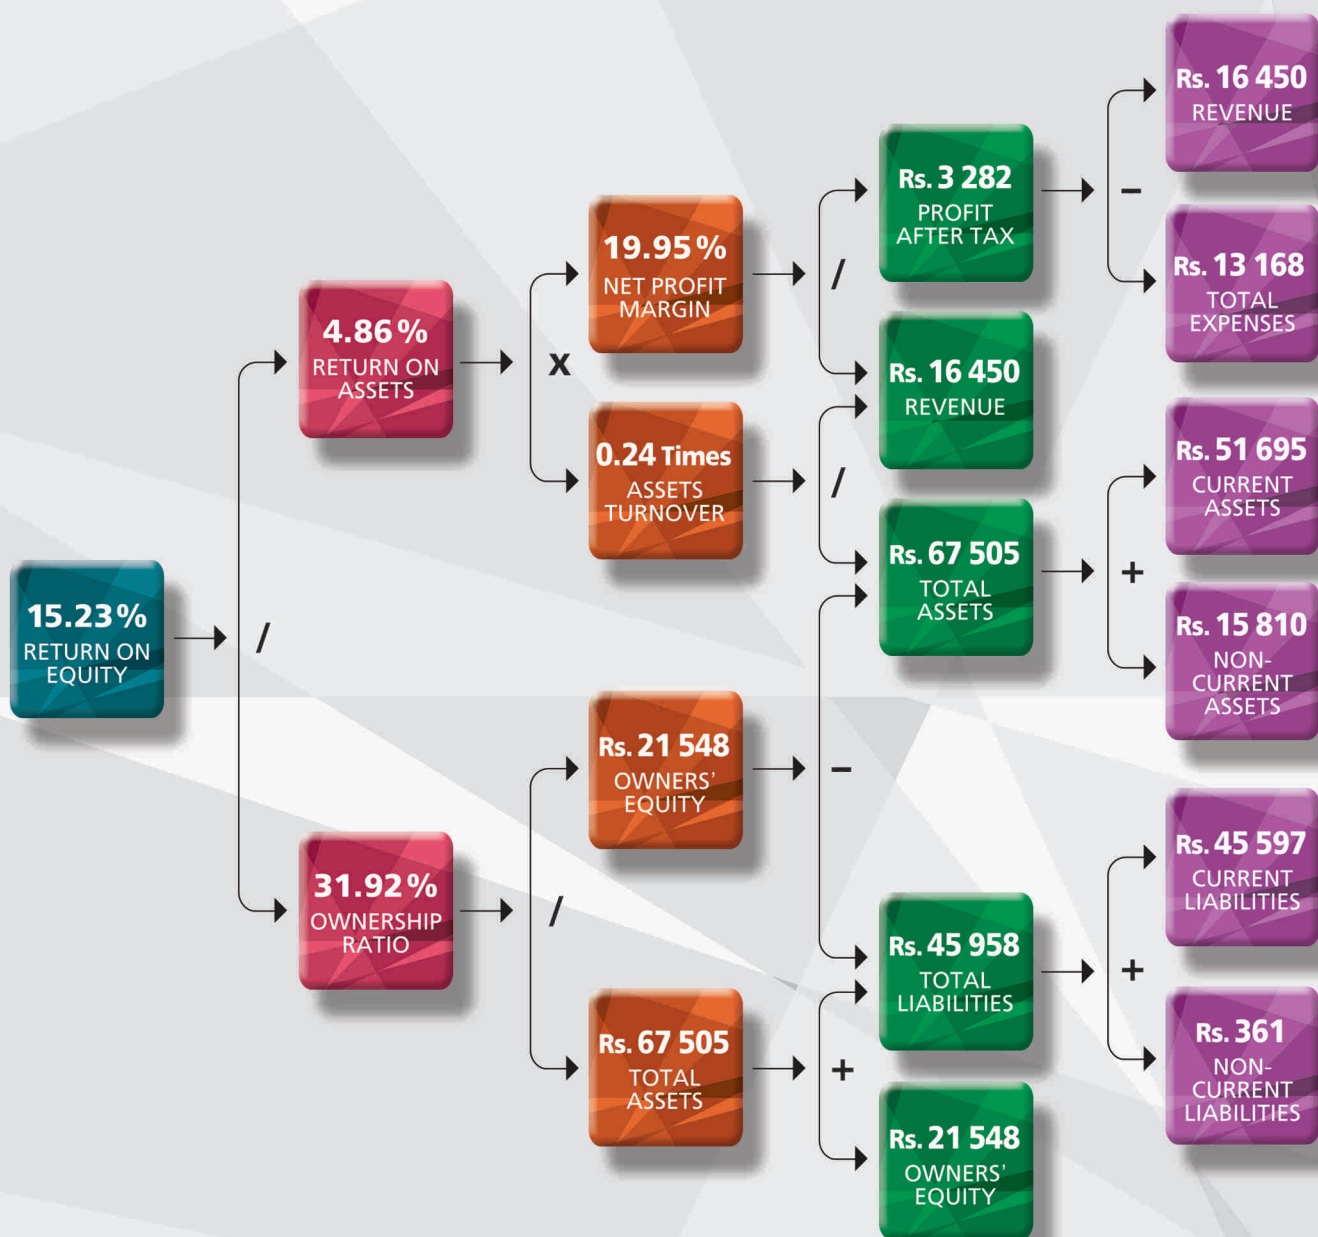 15.23%
RETURN ON
EQUITY
/
4.86%
RETURN ON
ASSETS
31.92%
OWNERSHIP
RATIO
x
/
19.95%
NET PROFIT
MARGIN
0.24 Times
ASSETS
TURNOVER
Rs. 21 548
OWNERS'
EQUITY
Rs. 67 505
TOTAL
ASSETS
/
/
–
+
Rs. 3 282
PROFIT
AFTER TAX
Rs. 16 450
REVENUE
Rs. 67 505
TOTAL
ASSETS
Rs. 45 958
TOTAL
LIABILITIES
Rs. 21 548
OWNERS'
EQUITY
–
+
+
Rs. 16 450
REVENUE
Rs. 13 168
TOTAL
EXPENSES
Rs. 51 695
CURRENT
ASSETS
Rs. 15 810
NON-
CURRENT
ASSETS
Rs. 45 597
CURRENT
LIABILITIES
Rs. 361
NON-
CURRENT
LIABILITIES